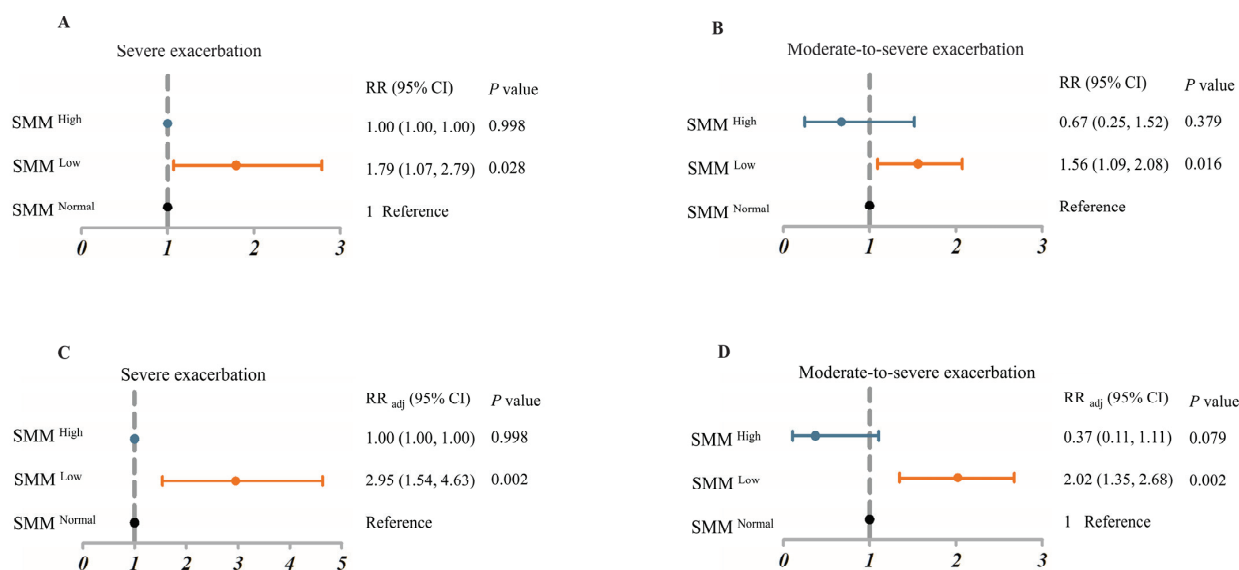 A
Severe exacerbation
RR (95% CI) P value
SMM High 1.00 (1.00, 1.00) 0.998
SMM Low 1.79 (1.07, 2.79) 0.028
SMM Normal 1 Reference
0 1 2 3
B
Moderate-to-severe exacerbation
RR (95% CI) P value
SMM High 0.67 (0.25, 1.52) 0.379
SMM Low 1.56 (1.09, 2.08) 0.016
SMM Normal Reference
0 1 2 3
C
Severe exacerbation
RR adj (95% CI) P value
SMM High 1.00 (1.00, 1.00) 0.998
SMM Low 2.95 (1.54, 4.63) 0.002
SMM Normal Reference
0 1 2 3 4 5
D
Moderate-to-severe exacerbation
RR adj (95% CI) P value
SMM High 0.37 (0.11, 1.11) 0.079
SMM Low 2.02 (1.35, 2.68) 0.002
SMM Normal 1 Reference
0 1 2 3